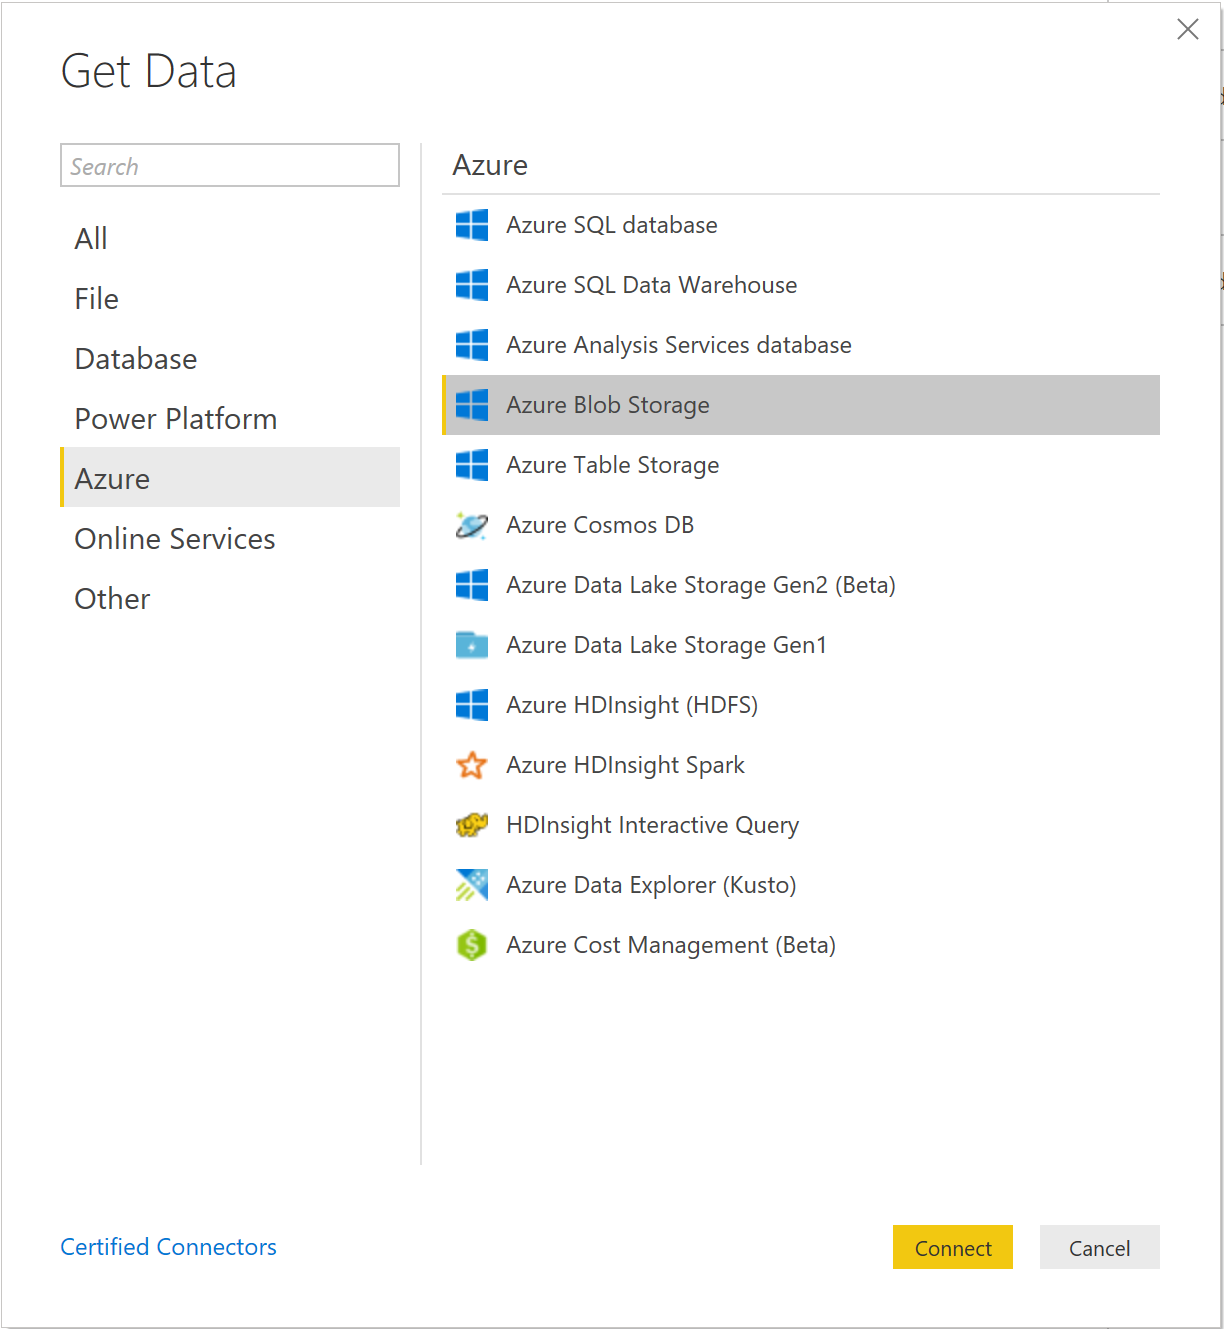 Get Data
Search
All
File
Database
Power Platform
Azure
Online Services
Other
Azure
Azure SQL database
Azure SQL Data Warehouse
Azure Analysis Services database
Azure Blob Storage
Azure Table Storage
Azure Cosmos DB
Azure Data Lake Storage Gen2 (Beta)
Azure Data Lake Storage Gen1
Azure HDInsight (HDFS)
Azure HDInsight Spark
HDInsight Interactive Query
Azure Data Explorer (Kusto)
Azure Cost Management (Beta)
Certified Connectors
Connect
Cancel